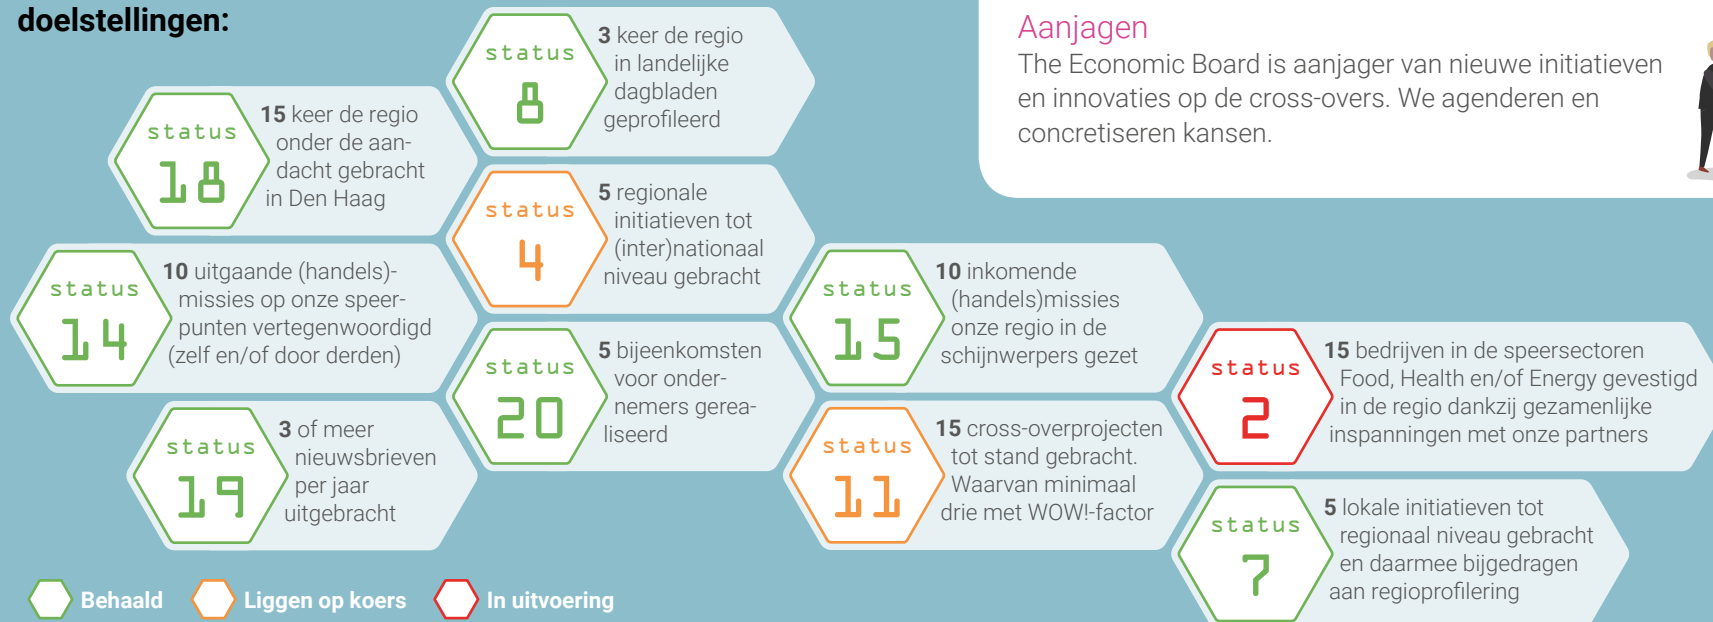 doelstellingen:
status
8
3 keer de regio
in landelijke
dagbladen
geprofileerd
status
18
15 keer de regio
onder de aan-
dacht gebracht
in Den Haag
status
4
5 regionale
initiatieven tot
(inter)nationaal
niveau gebracht
status
14
10 uitgaande (handels)-
missies op onze speer-
punten vertegenwoordigd
(zelf en/of door derden)
status
20
5 bijeenkomsten
voor onder-
nemers gerea-
liseerd
status
19
3 of meer
nieuwsbrieven
per jaar
uitgebracht
status
15
10 inkomende
(handels)missies
onze regio in de
schijnwerpers gezet
status
11
15 cross-overprojecten
tot stand gebracht.
Waarvan minimaal
drie met WOW!-factor
status
2
15 bedrijven in de speersectoren
Food, Health en/of Energy gevestigd
in de regio dankzij gezamenlijke
inspanningen met onze partners
status
7
5 lokale initiatieven tot
regionaal niveau gebracht
en daarmee bijgedragen
aan regioprofilering
Behaald
Liggen op koers
In uitvoering
Aanjagen
The Economic Board is aanjager van nieuwe initiatieven
en innovaties op de cross-overs. We agenderen en
concretiseren kansen.